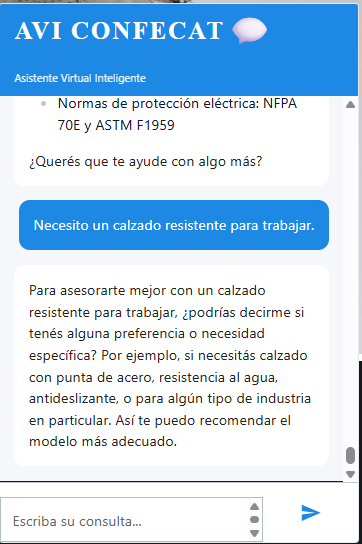 AVI CONFECAT
Asistente Virtual Inteligente
Normas de protección eléctrica: NFPA
70E y ASTM F1959
¿Querés que te ayude con algo más?
Necesito un calzado resistente para trabajar.
Para asesorarte mejor con un calzado
resistente para trabajar, ¿podrías decirme si
tenés alguna preferencia o necesidad
específica? Por ejemplo, si necesitás calzado
con punta de acero, resistencia al agua,
antideslizante, o para algún tipo de industria
en particular. Así te puedo recomendar el
modelo más adecuado.
Escriba su consulta...